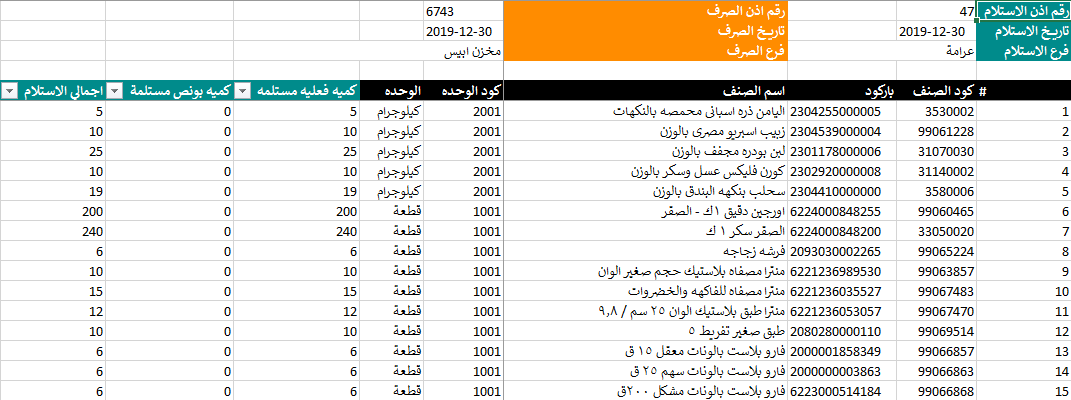 رقم اذن الاستلام 47 رقم اذن الصرف 6743
تاريخ الاستلام 2019-12-30 تاريخ الصرف 2019-12-30
فرع الاستلام عرامة فرع الصرف مخزن ابيس
# كود الصنف باركود اسم الصنف كود الوحده الوحده كميه فعليه مستلمه كميه بونص مستلمة اجمالي الاستلام
1 3530002 2304255000005 اليامن ذره اسبانى محمصه بالنكهات 2001 كيلوجرام 5 0 5
2 99061228 2304539000004 زبيب اسبريو مصرى بالوزن 2001 كيلوجرام 10 0 10
3 31070030 2301178000006 لبن بودره مجفف بالوزن 2001 كيلوجرام 25 0 25
4 31140002 2302920000008 كورن فليكس عسل وسكر بالوزن 2001 كيلوجرام 10 0 10
5 3580006 2304410000000 سحلب بنكهه البندق بالوزن 2001 كيلوجرام 19 0 19
6 99060465 6224000848255 اورجين دقيق ١ك - الصقر 1001 قطعة 200 0 200
7 33050020 6224000848200 الصقر سكر ١ ك 1001 قطعة 240 0 240
8 99065224 2093030002265 فرشه زجاجه 1001 قطعة 6 0 6
9 99063857 6221236989530 منترا مصفاه بلاستيك حجم صغير الوان 1001 قطعة 10 0 10
10 99067483 6221236035527 منترا مصفاه للفاكهه والخضروات 1001 قطعة 15 0 15
11 99067470 6221236053057 منترا طبق بلاستيك الوان ٢٥ سم / ٩,٨ 1001 قطعة 12 0 12
12 99069514 2080280000110 طبق صغير تفريط ٥ 1001 قطعة 10 0 10
13 99066857 2000001858349 فارو بلاست بالونات معقل ١٥ ق 1001 قطعة 6 0 6
14 99066863 2000000003863 فارو بلاست بالونات سهم ٢٥ ق 1001 قطعة 6 0 6
15 99066868 6223000514184 فارو بلاست بالونات مشكل ٢٠٠ق 1001 قطعة 6 0 6